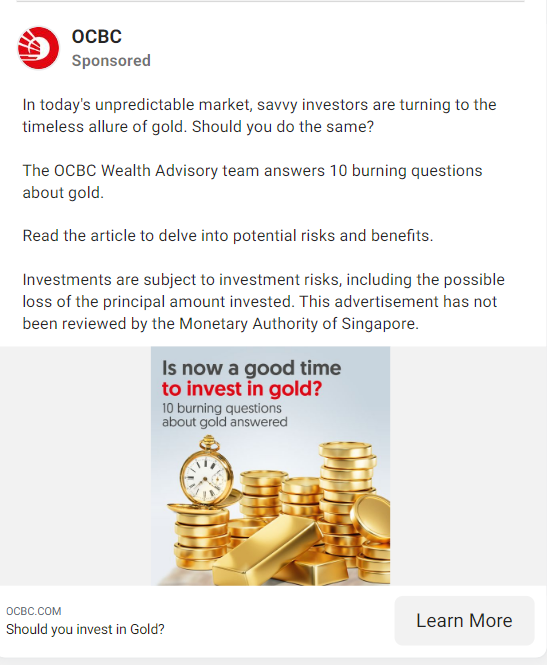 OCBC
Sponsored
In today's unpredictable market, savvy investors are turning to the
timeless allure of gold. Should you do the same?
The OCBC Wealth Advisory team answers 10 burning questions
about gold.
Read the article to delve into potential risks and benefits.
Investments are subject to investment risks, including the possible
loss of the principal amount invested. This advertisement has not
been reviewed by the Monetary Authority of Singapore.
Is now a good time
to invest in gold?
10 burning questions
about gold answered
OCBC.COM
Should you invest in Gold?
Learn More